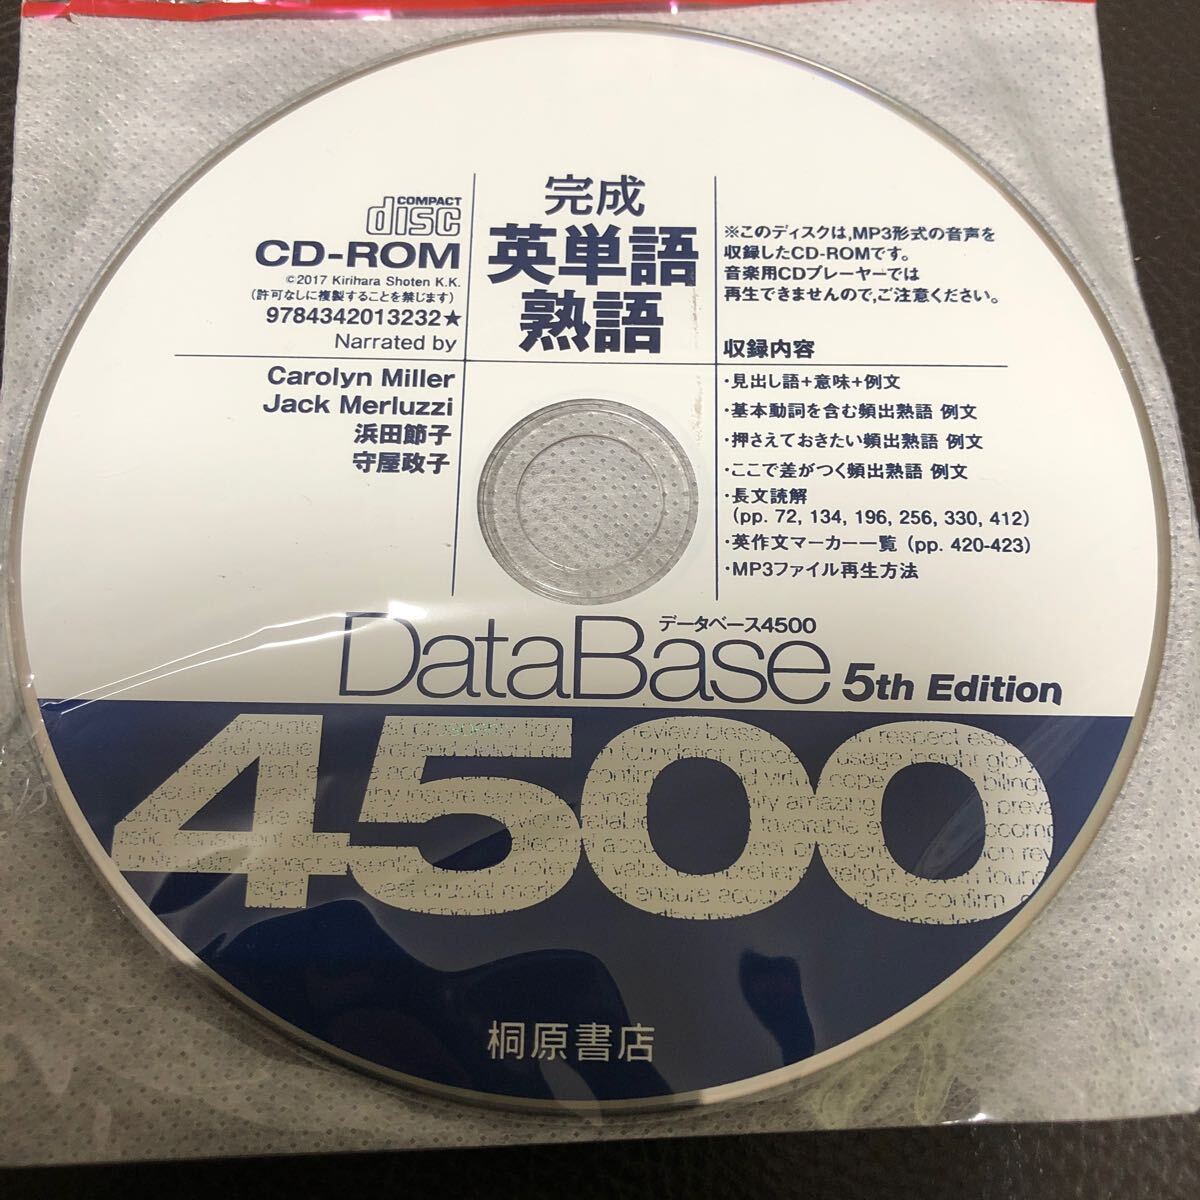 COMPACT
disc
CD-ROM
©2017 Kirihara Shoten K.K.
(許可なしに複製することを禁じます)
9784342013232★
Narrated by
Carolyn Miller
Jack Merluzzi
浜田節子
守屋政子
完成
英単語
熟語
※このディスクは,MP3形式の音声を
収録したCD-ROMです。
音楽用CDプレーヤーでは
再生できませんので,ご注意ください。
収録内容
・見出し語+意味+例文
・基本動詞を含む頻出熟語 例文
・押さえておきたい頻出熟語 例文
・ここで差がつく頻出熟語 例文
・長文読解
(pp. 72, 134, 196, 256, 330, 412)
・英作文マーカー一覧 (pp. 420-423)
・MP3ファイル再生方法
データベース4500
DataBase 5th Edition
4500
桐原書店